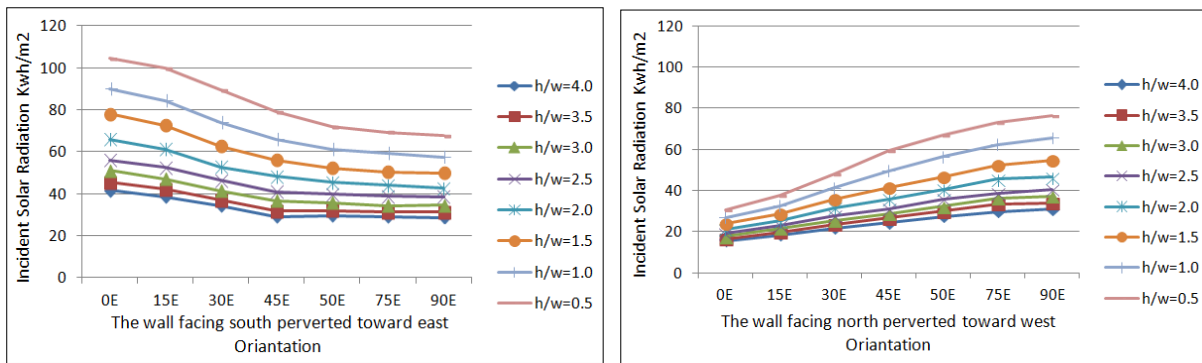 Incident Solar Radiation Kwh/m2
120
100
80
60
40
20
0
0E 15E 30E 45E 50E 75E 90E
The wall facing south perverted toward east
Oriantation
h/w=4.0
h/w=3.5
h/w=3.0
h/w=2.5
h/w=2.0
h/w=1.5
h/w=1.0
h/w=0.5
Incident Solar Radiation Kwh/m2
120
100
80
60
40
20
0
0E 15E 30E 45E 50E 75E 90E
The wall facing north perverted toward west
Oriantation
h/w=4.0
h/w=3.5
h/w=3.0
h/w=2.5
h/w=2.0
h/w=1.5
h/w=1.0
h/w=0.5